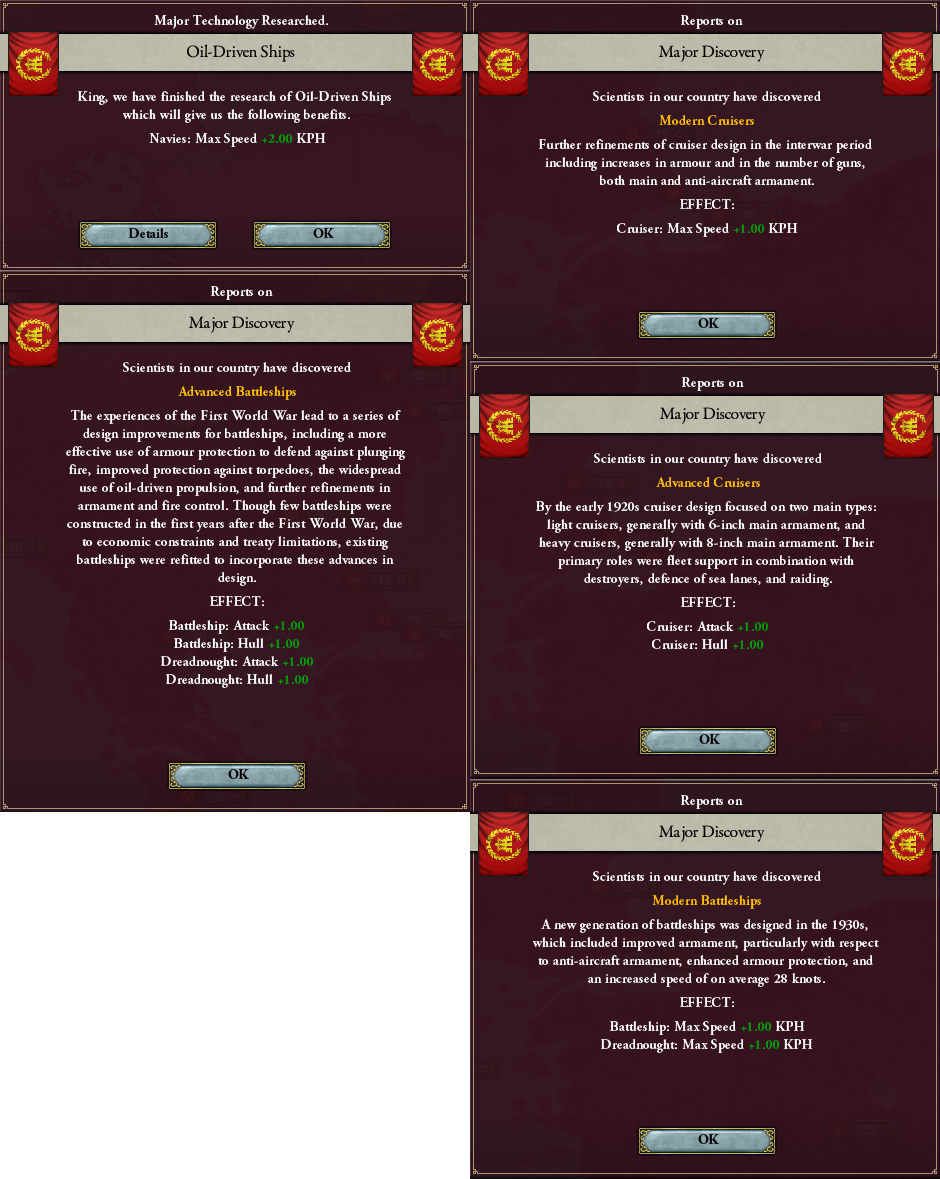 Major Technology Researched.
Oil-Driven Ships
King, we have finished the research of Oil-Driven Ships
which will give us the following benefits.
Navies: Max Speed +2.00 KPH
Details
OK
Reports on
Major Discovery
Scientists in our country have discovered
Advanced Battleships
The experiences of the First World War lead to a series of
design improvements for battleships, including a more
effective use of armour protection to defend against plunging
fire, improved protection against torpedoes, the widespread
use of oil-driven propulsion, and further refinements in
armament and fire control. Though few battleships were
constructed in the first years after the First World War, due
to economic constraints and treaty limitations, existing
battleships were refitted to incorporate these advances in
design.
EFFECT:
Battleship: Attack +1.00
Battleship: Hull +1.00
Dreadnought: Attack +1.00
Dreadnought: Hull +1.00
OK
Reports on
Major Discovery
Scientists in our country have discovered
Modern Cruisers
Further refinements of cruiser design in the interwar period
including increases in armour and in the number of guns,
both main and anti-aircraft armament.
EFFECT:
Cruiser: Max Speed +1.00 KPH
OK
Reports on
Major Discovery
Scientists in our country have discovered
Advanced Cruisers
By the early 1920s cruiser design focused on two main types:
light cruisers, generally with 6-inch main armament, and
heavy cruisers, generally with 8-inch main armament. Their
primary roles were fleet support in combination with
destroyers, defence of sea lanes, and raiding.
EFFECT:
Cruiser: Attack +1.00
Cruiser: Hull +1.00
OK
Reports on
Major Discovery
Scientists in our country have discovered
Modern Battleships
A new generation of battleships was designed in the 1930s,
which included improved armament, particularly with respect
to anti-aircraft armament, enhanced armour protection, and
an increased speed of on average 28 knots.
EFFECT:
Battleship: Max Speed +1.00 KPH
Dreadnought: Max Speed +1.00 KPH
OK